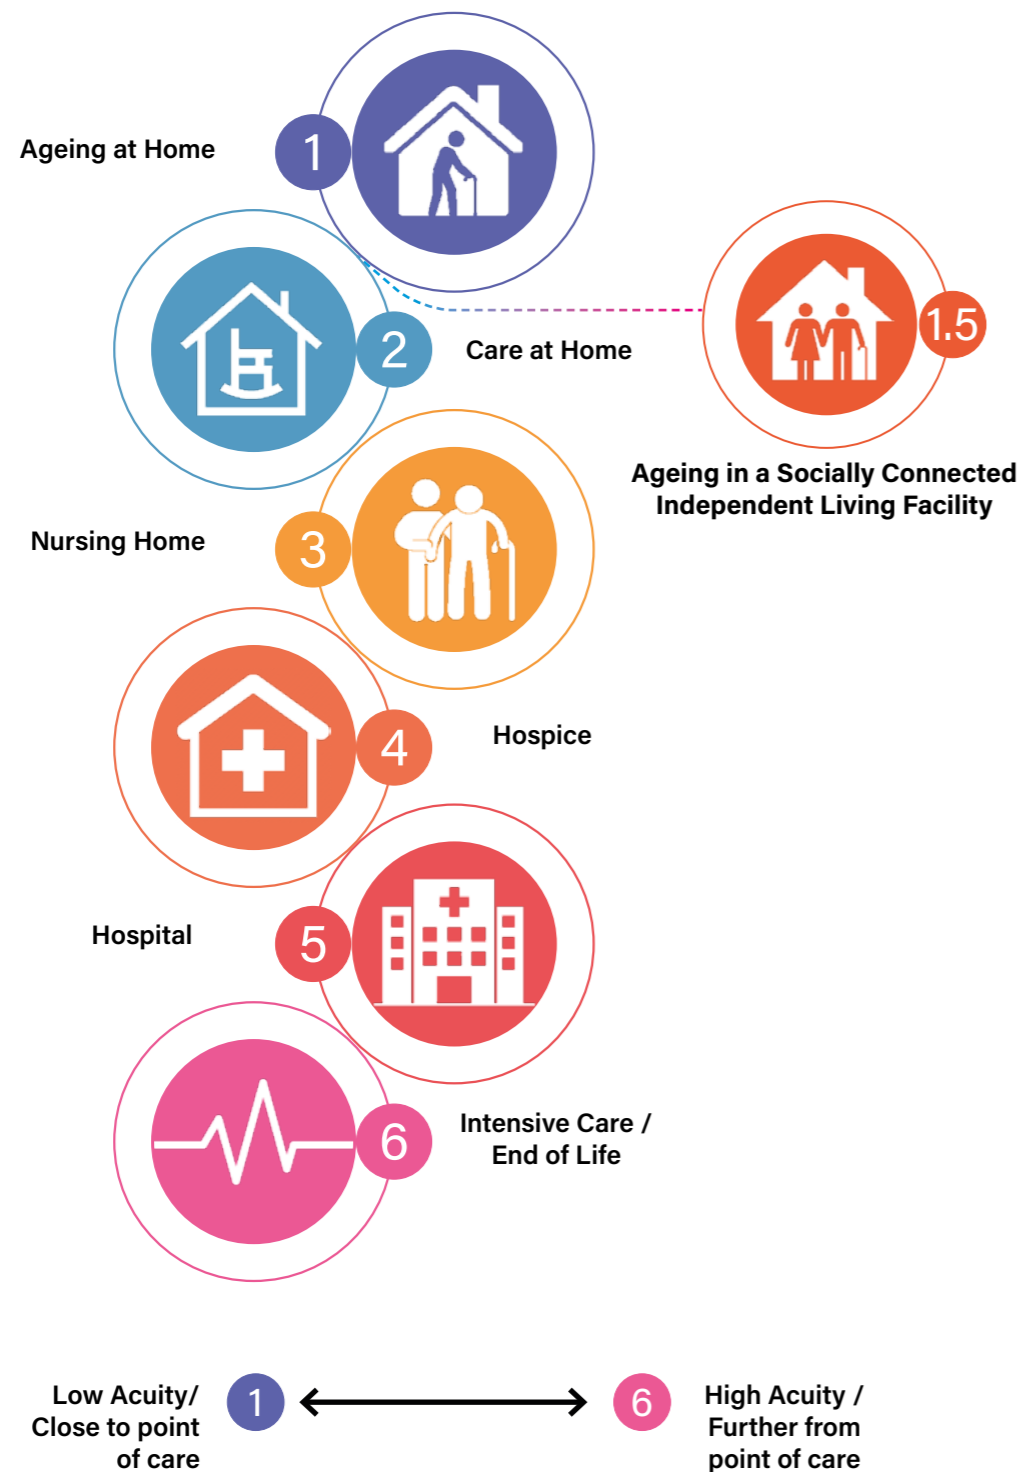 Ageing at Home
1
2
Care at Home
1.5
Ageing in a Socially Connected
Independent Living Facility
Nursing Home
3
4
Hospice
Hospital
5
6
Intensive Care /
End of Life
Low Acuity/
Close to point
of care
1
6
High Acuity /
Further from
point of care